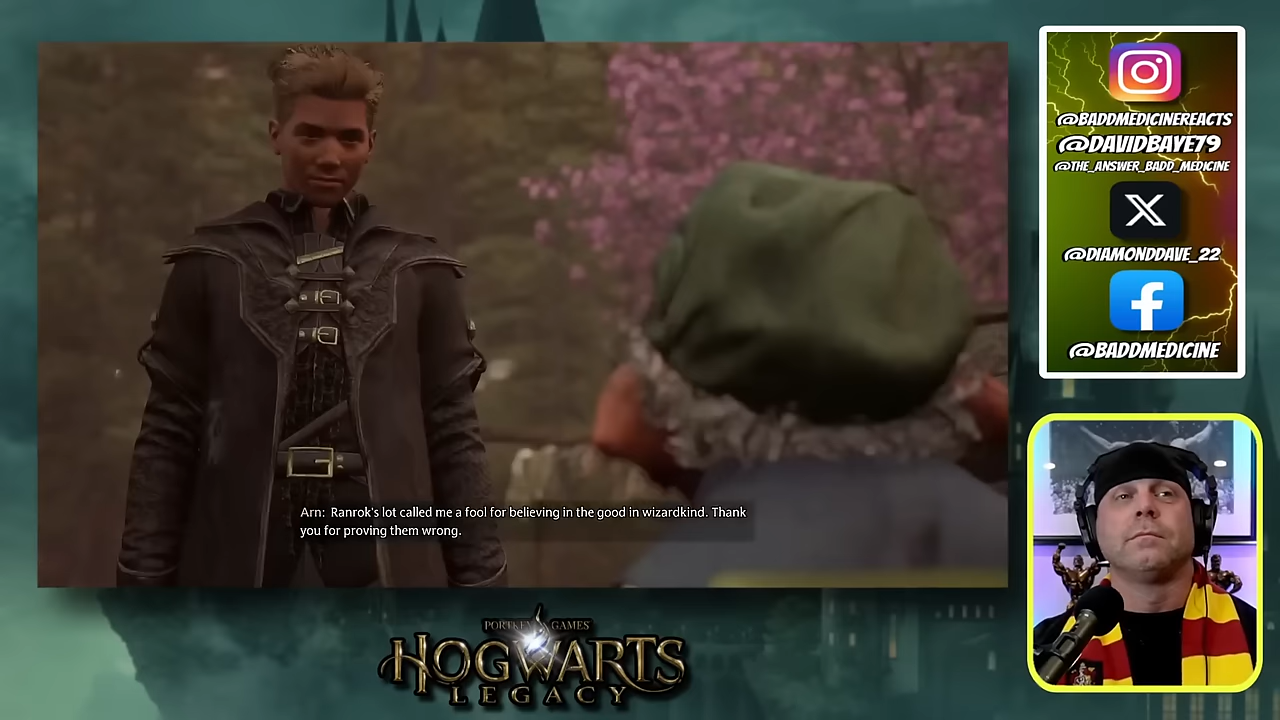 @BADDMEDICINEREACTS
@DAVIDBAYE79
@THE_ANSWER_BADD_MEDICINE
@DIAMONDDAVE_22
@BADDMEDICINE
Arn: Ranrok's lot called me a fool for believing in the good in wizardkind. Thank
you for proving them wrong.
PORTKEY GAMES
HOGWARTS
LEGACY